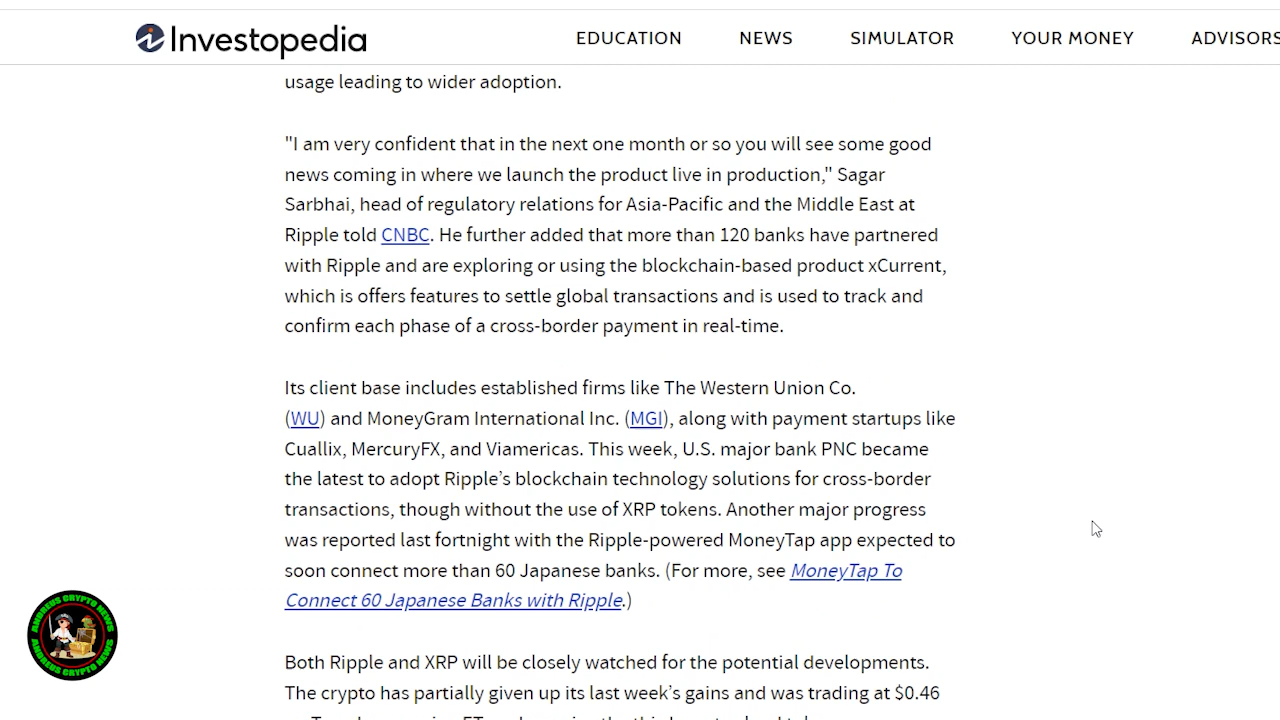 Investopedia
EDUCATION NEWS SIMULATOR YOUR MONEY ADVISORS
usage leading to wider adoption.
"I am very confident that in the next one month or so you will see some good
news coming in where we launch the product live in production," Sagar
Sarbhai, head of regulatory relations for Asia-Pacific and the Middle East at
Ripple told CNBC. He further added that more than 120 banks have partnered
with Ripple and are exploring or using the blockchain-based product xCurrent,
which is offers features to settle global transactions and is used to track and
confirm each phase of a cross-border payment in real-time.
Its client base includes established firms like The Western Union Co.
(WU) and MoneyGram International Inc. (MGI), along with payment startups like
Cuallix, MercuryFX, and Viamericas. This week, U.S. major bank PNC became
the latest to adopt Ripple’s blockchain technology solutions for cross-border
transactions, though without the use of XRP tokens. Another major progress
was reported last fortnight with the Ripple-powered MoneyTap app expected to
soon connect more than 60 Japanese banks. (For more, see MoneyTap To
Connect 60 Japanese Banks with Ripple.)
ANDREUS CRYPTO NEWS
ANDREUS CRYPTO NEWS
Both Ripple and XRP will be closely watched for the potential developments.
The crypto has partially given up its last week’s gains and was trading at $0.46